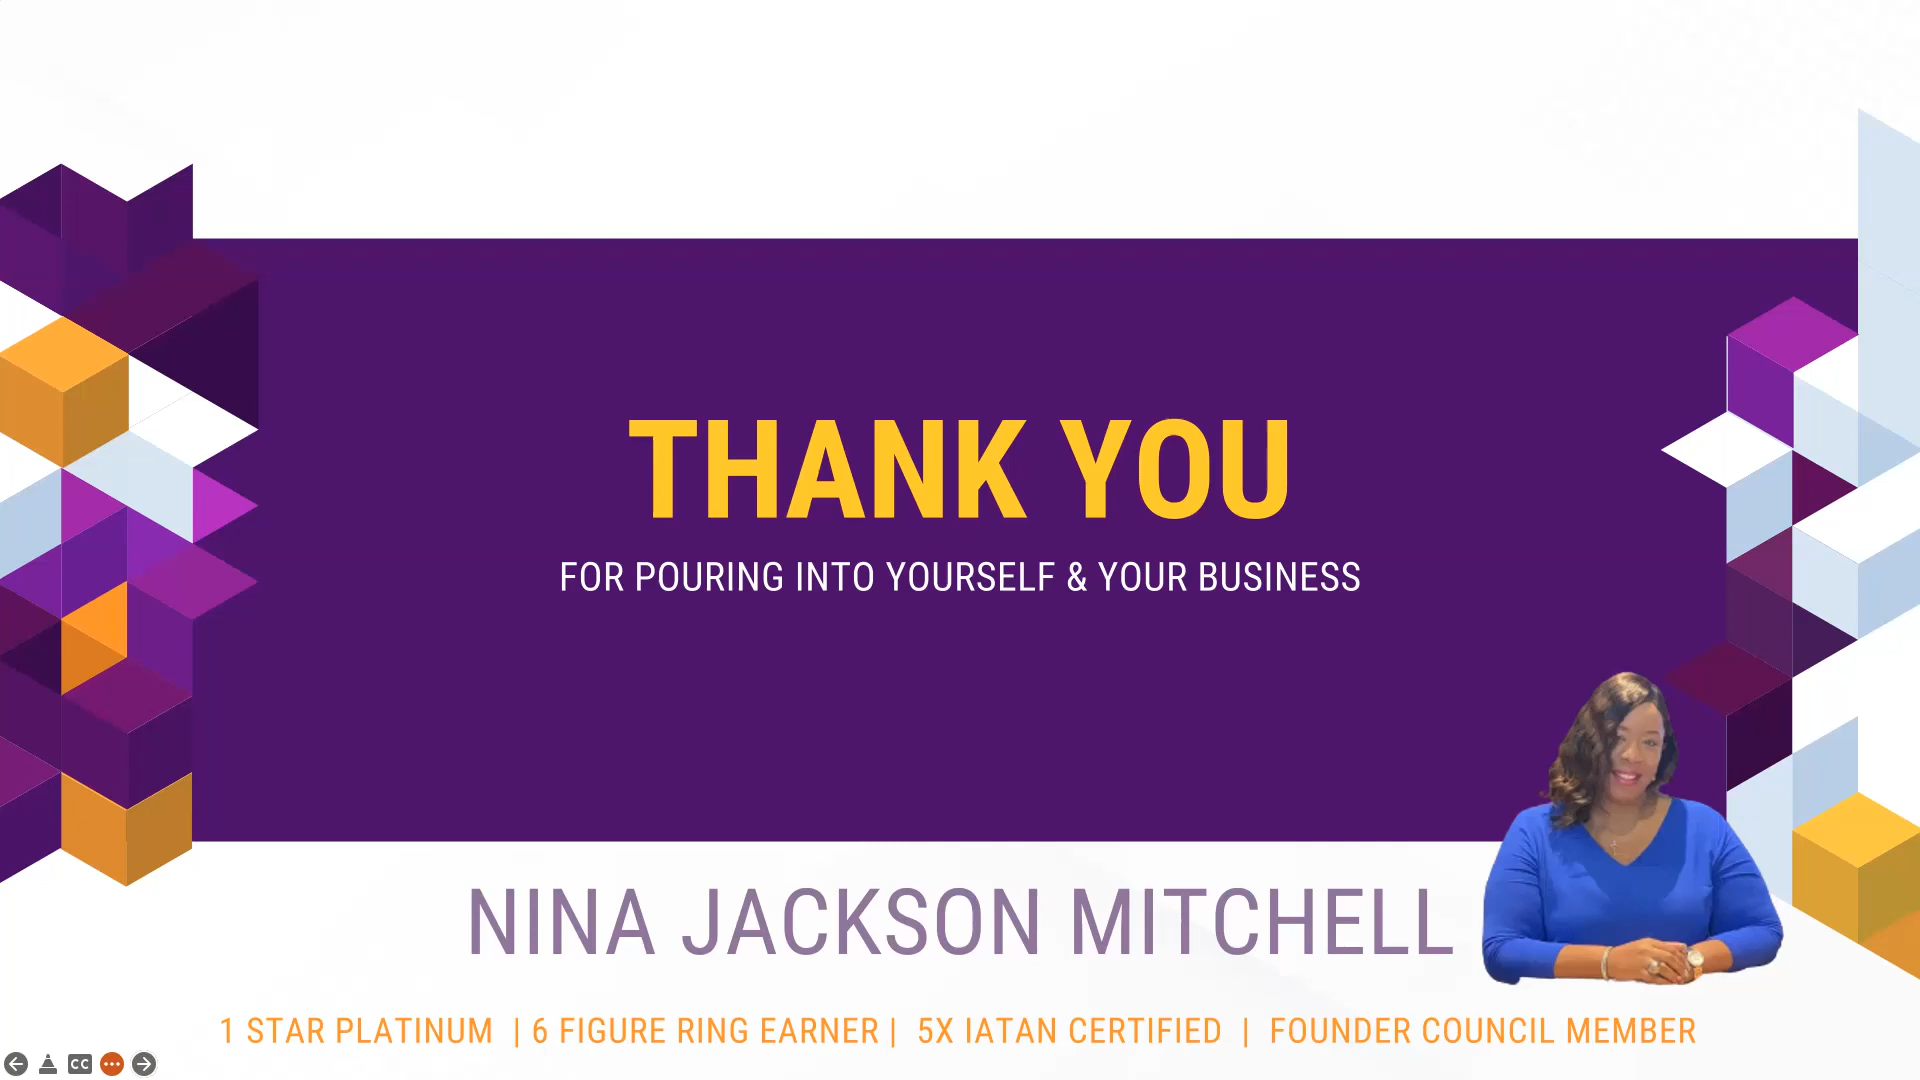 THANK YOU
FOR POURING INTO YOURSELF & YOUR BUSINESS
NINA JACKSON MITCHELL
1 STAR PLATINUM | 6 FIGURE RING EARNER | 5X IATAN CERTIFIED | FOUNDER COUNCIL MEMBER
CC